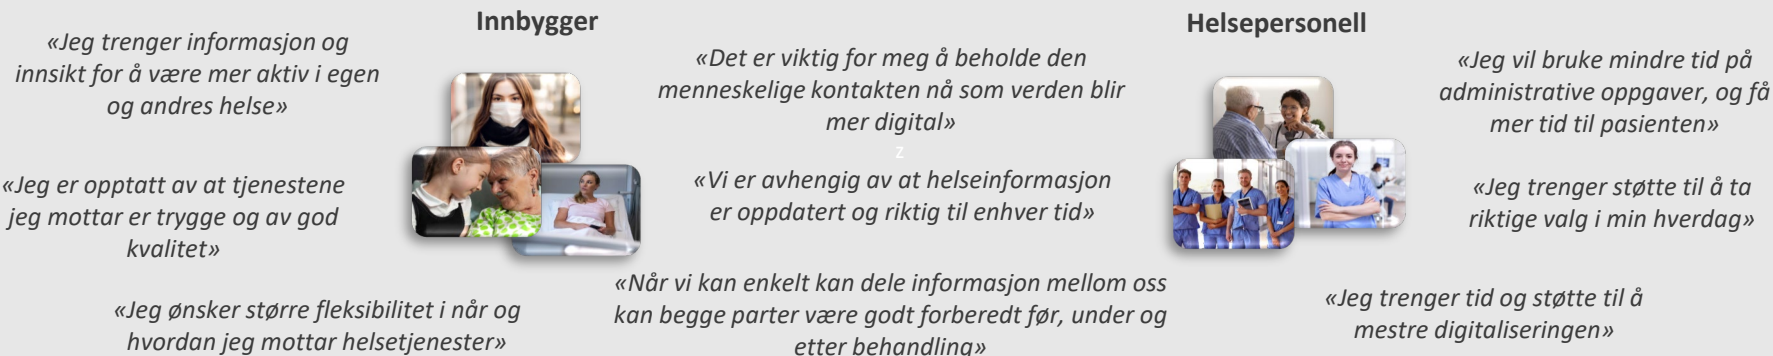 Innbygger
«Jeg trenger informasjon og
innsikt for å være mer aktiv i egen
og andres helse»
«Jeg er opptatt av at tjenestene
jeg mottar er trygge og av god
kvalitet»
«Jeg ønsker større fleksibilitet i når og
hvordan jeg mottar helsetjenester»
«Det er viktig for meg å beholde den
menneskelige kontakten nå som verden blir
mer digital»
z
«Vi er avhengig av at helseinformasjon
er oppdatert og riktig til enhver tid»
«Når vi kan enkelt kan dele informasjon mellom oss
kan begge parter være godt forberedt før, under og
etter behandling»
Helsepersonell
«Jeg vil bruke mindre tid på
administrative oppgaver, og få
mer tid til pasienten»
«Jeg trenger støtte til å ta
riktige valg i min hverdag»
«Jeg trenger tid og støtte til å
mestre digitaliseringen»